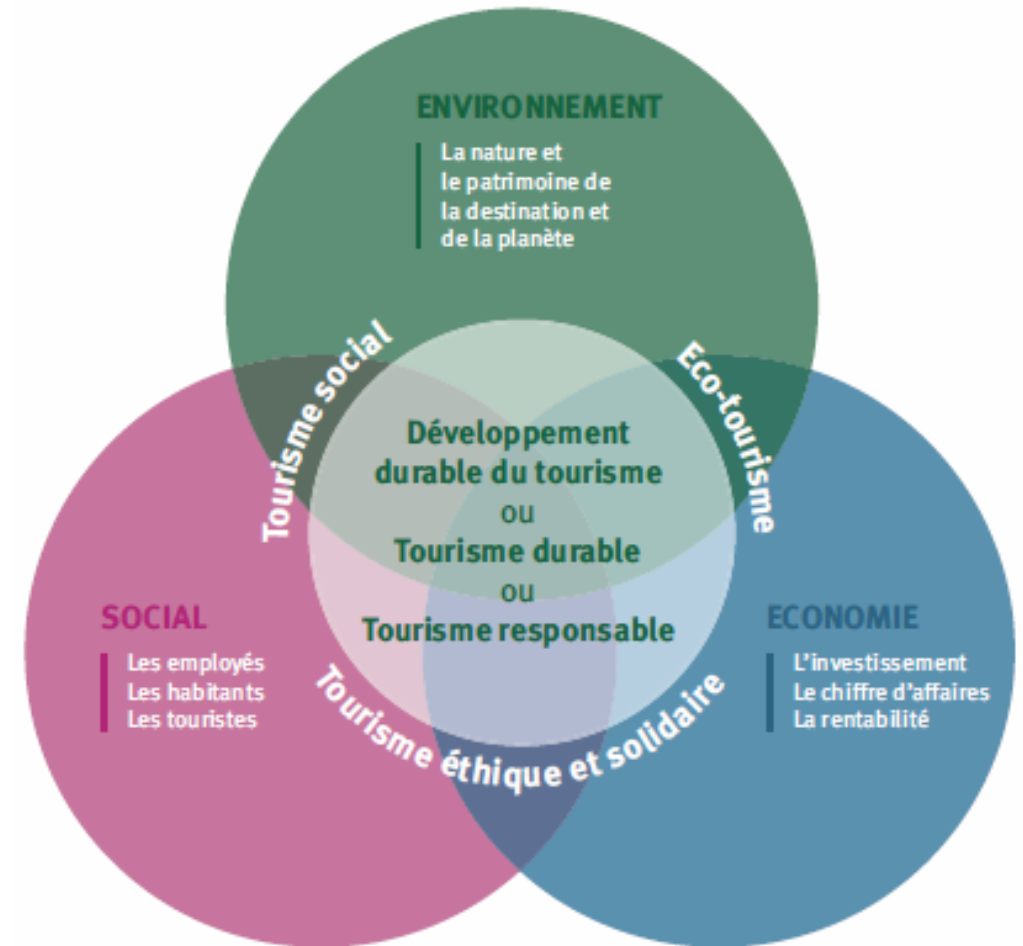 ENVIRONNEMENT
La nature et
le patrimoine de
la destination et
de la planète
Tourisme social
Eco-tourisme
Développement
durable du tourisme
ou
Tourisme durable
ou
Tourisme responsable
SOCIAL
Les employés
Les habitants
Les touristes
ECONOMIE
L'investissement
Le chiffre d'affaires
La rentabilité
Tourisme éthique et solidaire